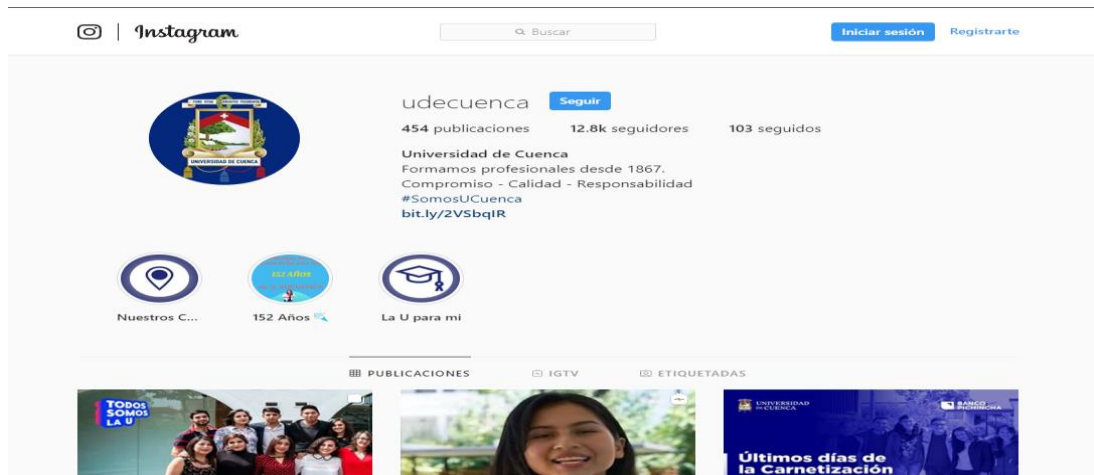 Instagram
Buscar
Iniciar sesión
Registrarte
udecuenca
Seguir
454 publicaciones
12.8k seguidores
103 seguidos
Universidad de Cuenca
Formamos profesionales desde 1867.
Compromiso - Calidad - Responsabilidad
#SomosUCuenca
bit.ly/2VSbqIR
UNIVERSIDAD DE CUENCA
152 AÑOS
Nuestros C...
152 Años
La U para mi
PUBLICACIONES
IGTV
ETIQUETADAS
TODOS
SOMOS
LA U
UNIVERSIDAD
DE CUENCA
BANCO
PICHINCHA
Últimos días de
la Carnetización